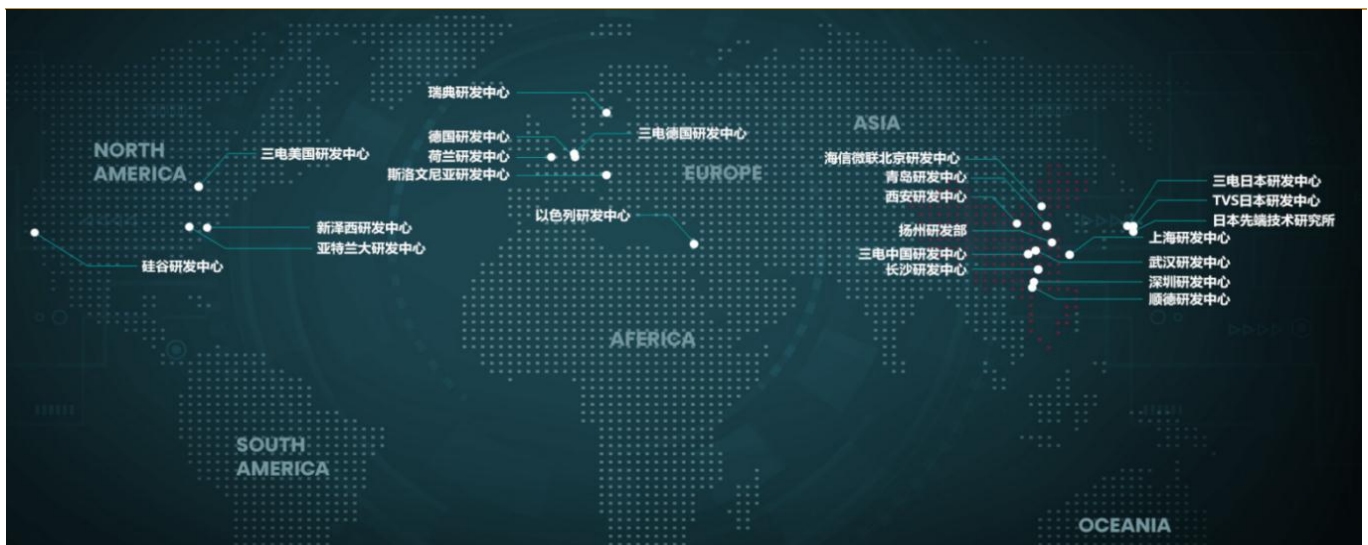 瑞典研发中心
ASIA
德国研发中心
三电德国研发中心
NORTH
AMERICA
三电美国研发中心
荷兰研发中心
海信微联北京研发中心
斯洛文尼亚研发中心
EUROPE
青岛研发中心
三电日本研发中心
西安研发中心
TVS日本研发中心
以色列研发中心
日本先端技术研究所
新泽西研发中心
扬州研发部
上海研发中心
亚特兰大研发中心
三电中国研发中心
武汉研发中心
硅谷研发中心
长沙研发中心
深圳研发中心
顺德研发中心
AFERICA
SOUTH
AMERICA
OCEANIA